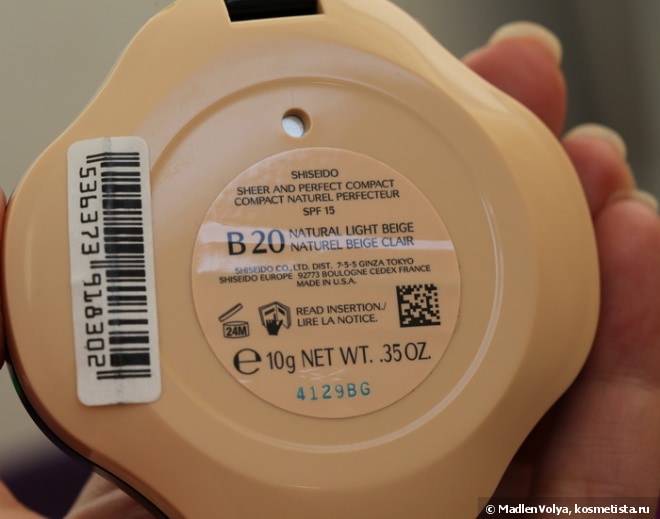 SHISEIDO
SHEER AND PERFECT COMPACT
COMPACT NATUREL PERFECTEUR
SPF 15
B 20 NATURAL LIGHT BEIGE
NATUREL BEIGE CLAIR
SHISEIDO CO., LTD. DIST. 7-5-5 GINZA TOKYO
SHISEIDO EUROPE 92773 BOULOGNE CEDEX FRANCE
MADE IN U.S.A.
24M
READ INSERTION./
LIRE LA NOTICE.
e 10g NET WT. .35 OZ.
4129BG
© MadlenVolya, kosmetista.ru